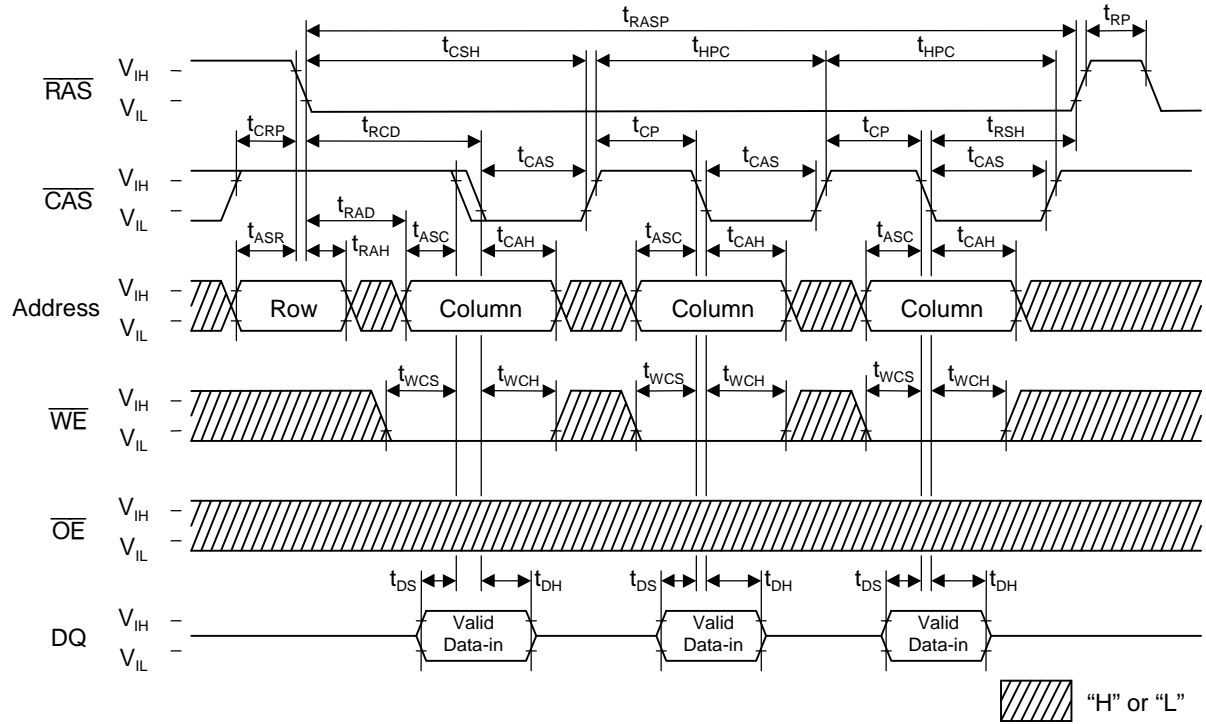 tRASP
tRP
tCSH
tHPC
tHPC
RAS
VIH
VIL
tCRP
tRCD
tCP
tCP
tRSH
tCAS
tCAS
tCAS
CAS
VIH
VIL
tRAD
tASR
tRAH
tASC
tCAH
tASC
tCAH
tASC
tCAH
Address
VIH
VIL
Row
Column
Column
Column
tWCS
tWCH
tWCS
tWCH
tWCS
tWCH
WE
VIH
VIL
OE
VIH
VIL
tDS
tDH
tDS
tDH
tDS
tDH
DQ
VIH
VIL
Valid
Data-in
Valid
Data-in
Valid
Data-in
“H” or “L”